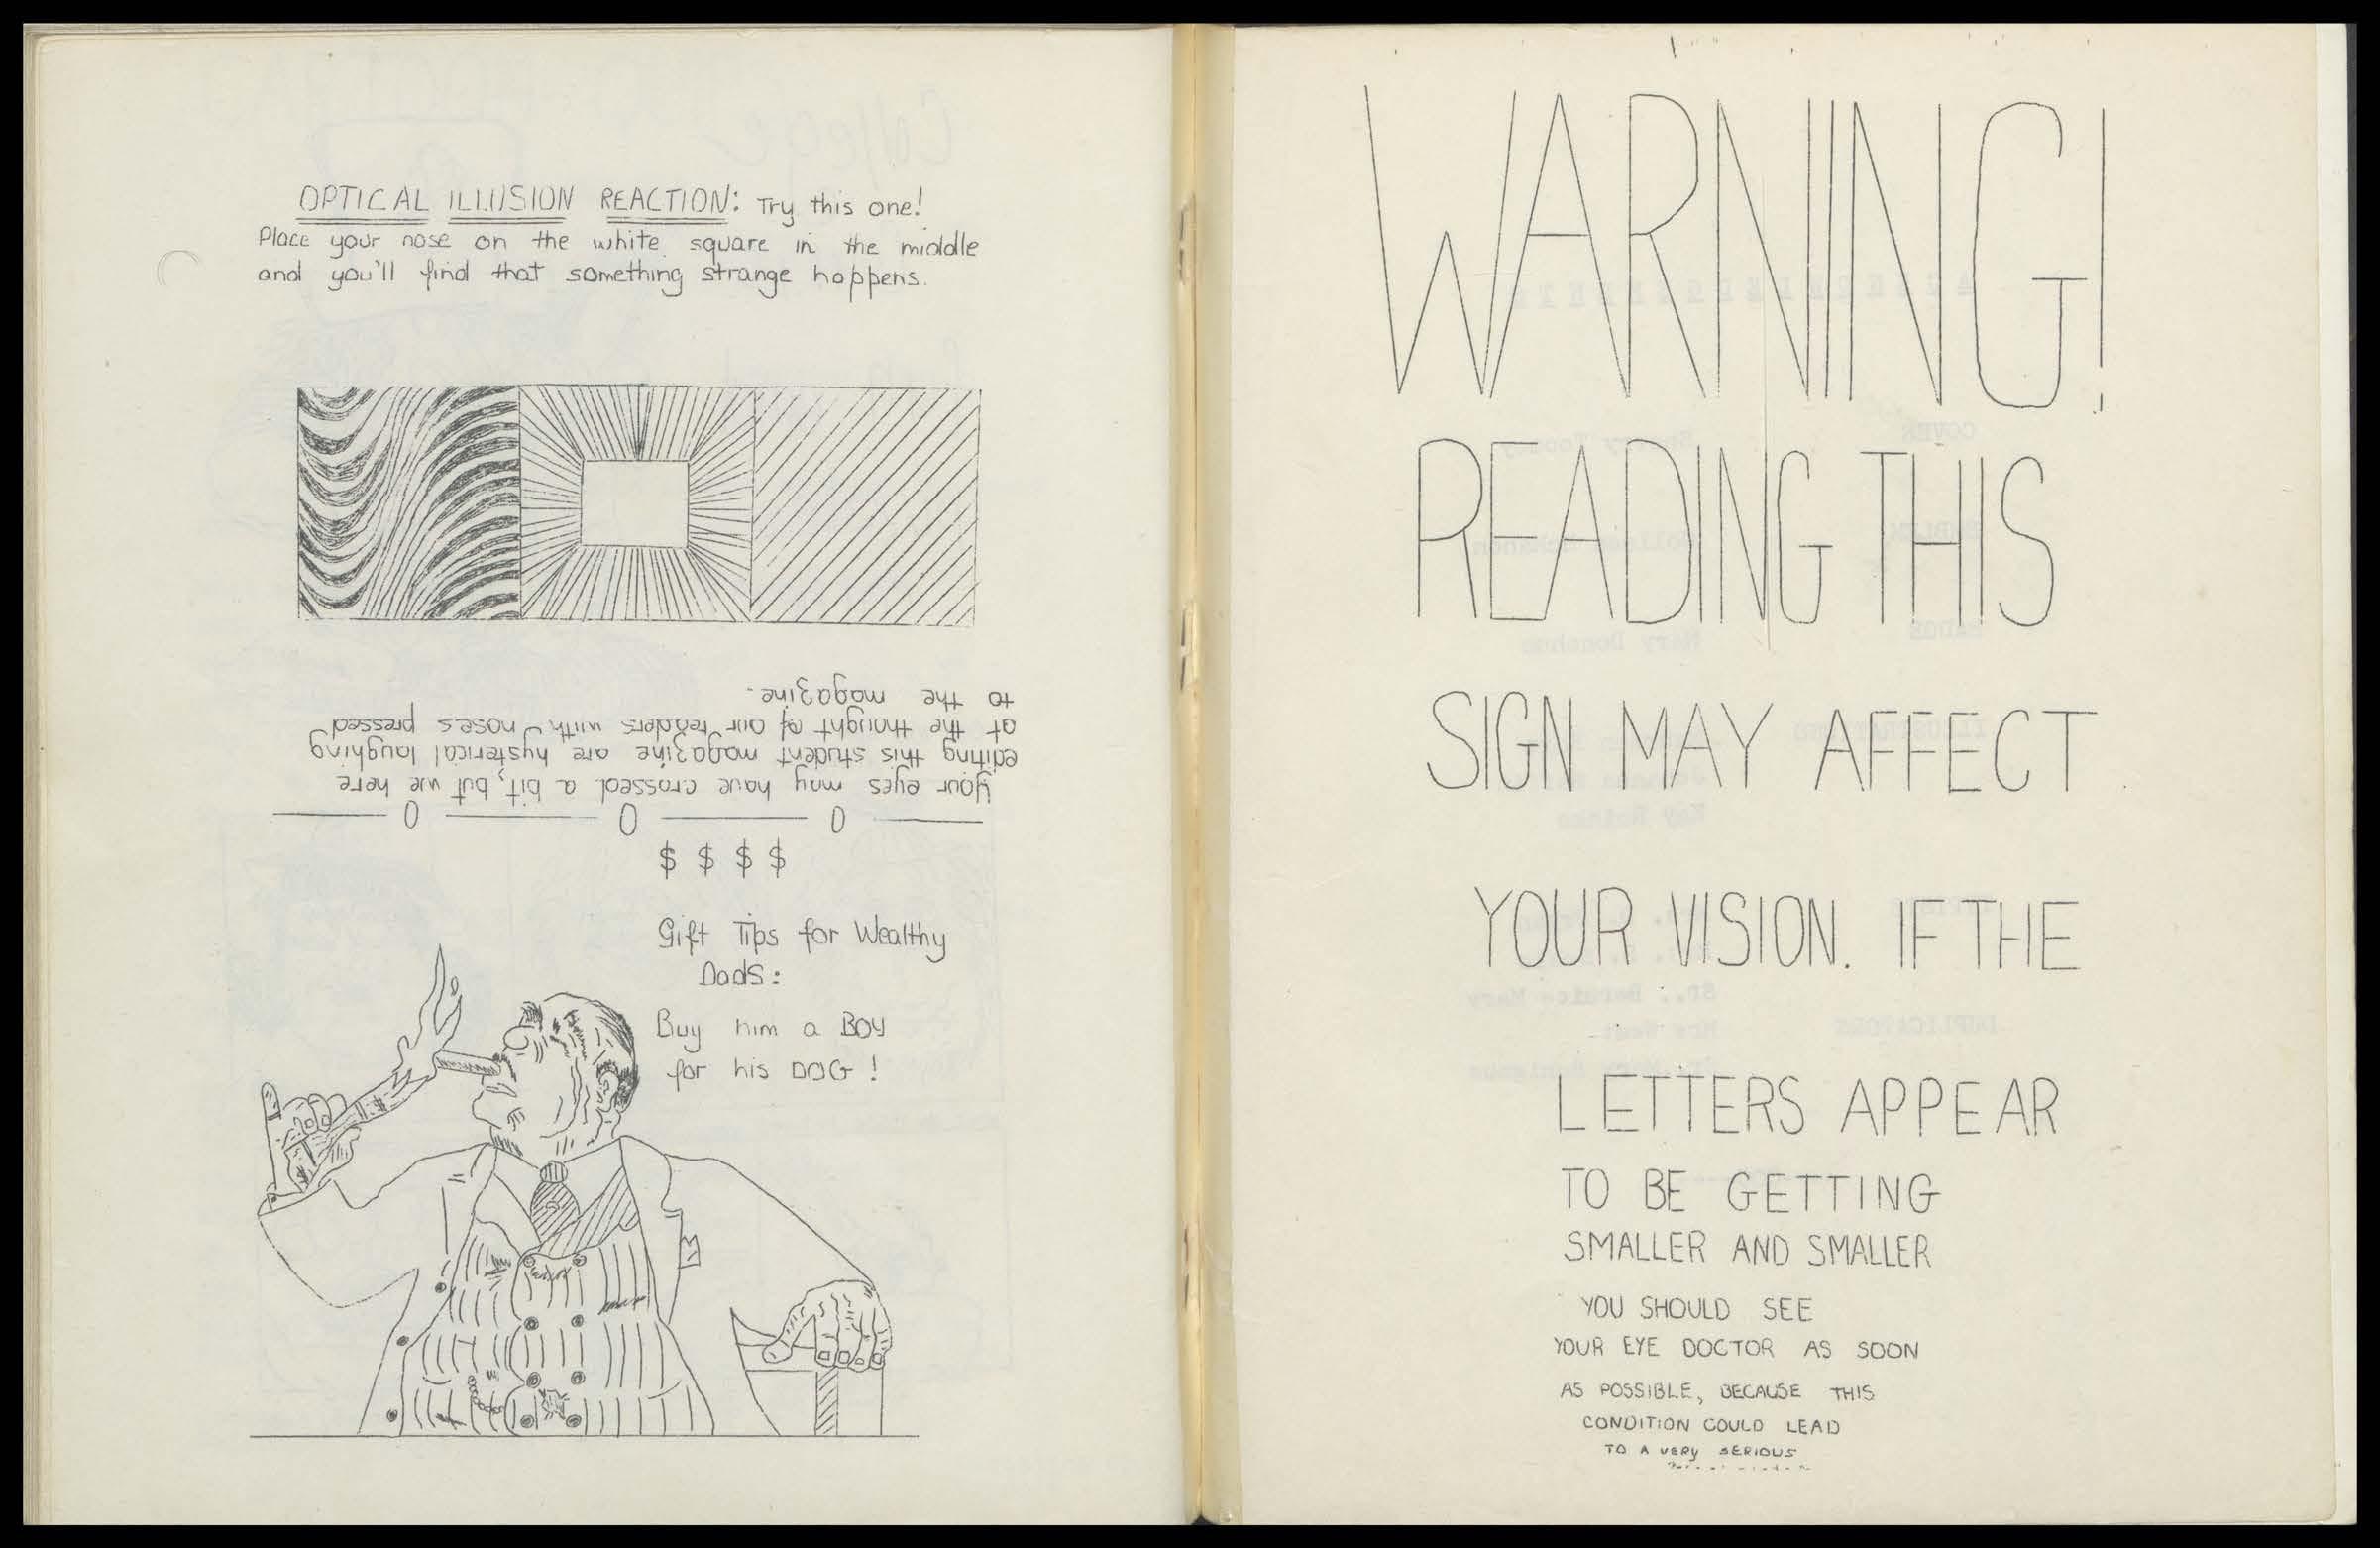 OPTICAL ILLUSION REACTION: Try this one!
Place your nose on the white square in the middle
and you'll find that something strange happens.
your eyes may have crossed a bit, but we here
editing this student magazine are hysterical laughing
at the thought of our readers with noses pressed
to the magazine.
$ $ $ $
Gift Tips for Wealthy
Dads:
Buy him a BOY
for his DOG!
WARNING!
READING THIS
SIGN MAY AFFECT
YOUR VISION. IF THE
LETTERS APPEAR
TO BE GETTING
SMALLER AND SMALLER
YOU SHOULD SEE
YOUR EYE DOCTOR AS SOON
AS POSSIBLE, BECAUSE THIS
CONDITION COULD LEAD
TO A VERY SERIOUS